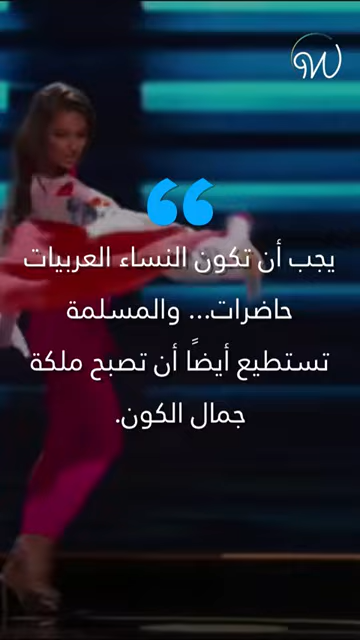 W
يجب أن تكون النساء العربيات
حاضرات... والمسلمة
تستطيع أيضًا أن تصبح ملكة
جمال الكون.